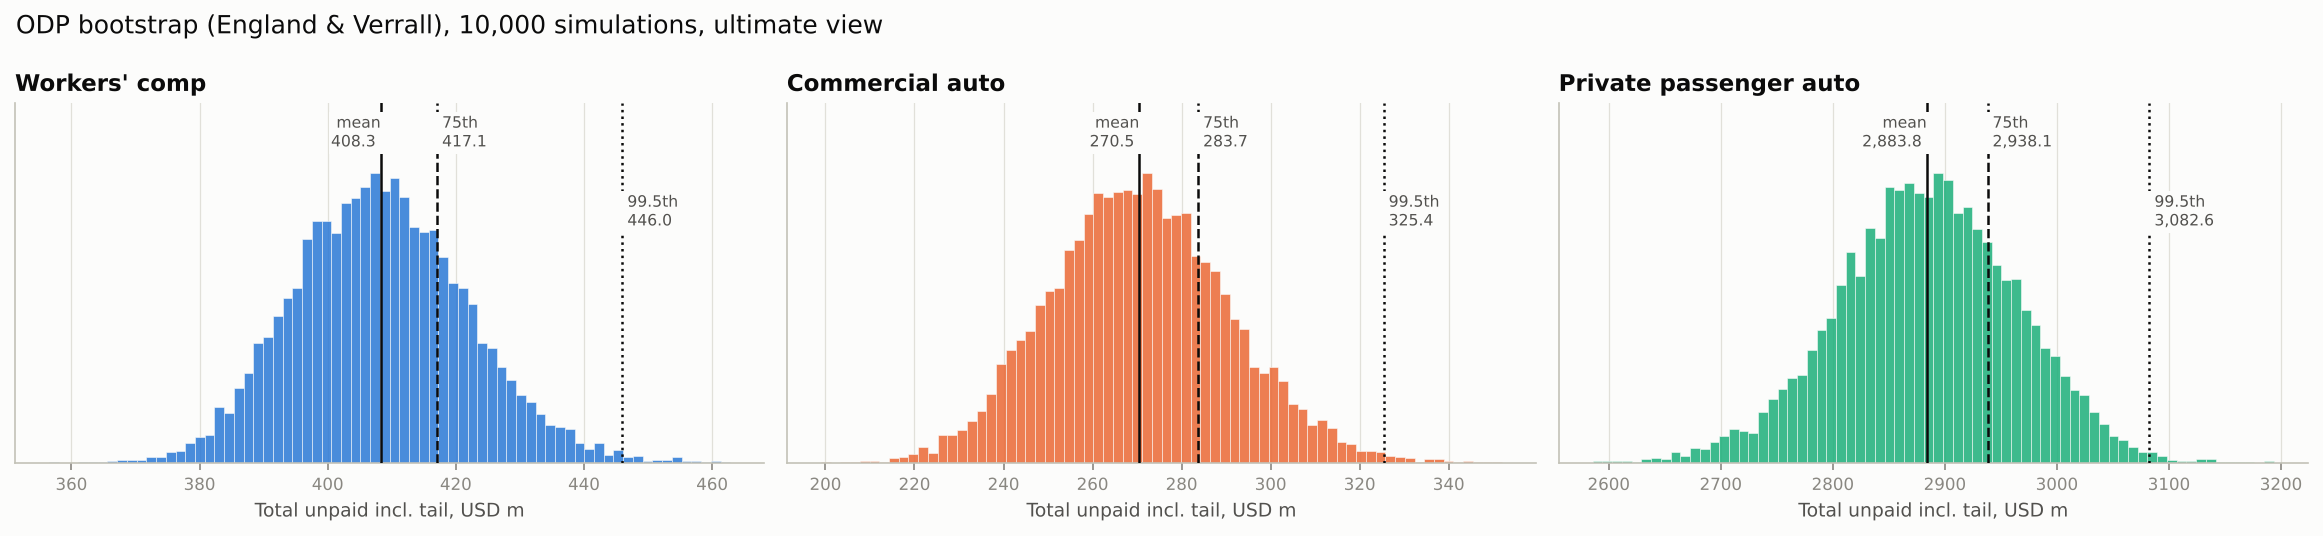 ODP bootstrap (England & Verrall), 10,000 simulations, ultimate view
Workers' comp
mean
408.3
75th
417.1
99.5th
446.0
360 380 400 420 440 460
Total unpaid incl. tail, USD m
Commercial auto
mean
270.5
75th
283.7
99.5th
325.4
200 220 240 260 280 300 320 340
Total unpaid incl. tail, USD m
Private passenger auto
mean
2,883.8
75th
2,938.1
99.5th
3,082.6
2600 2700 2800 2900 3000 3100 3200
Total unpaid incl. tail, USD m